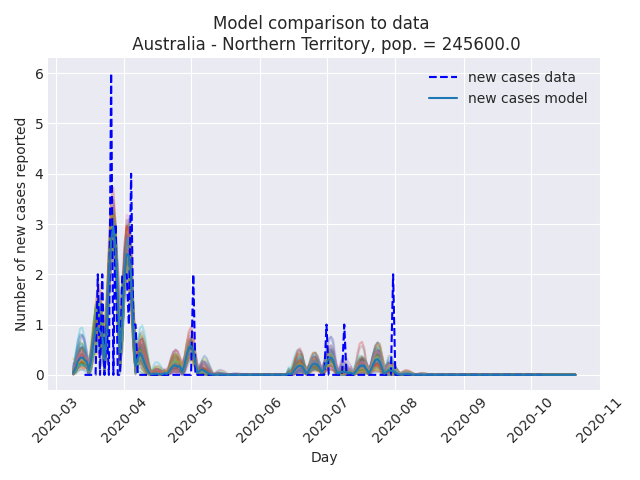 Model comparison to data
Australia - Northern Territory, pop. = 245600.0
new cases data
new cases model
Number of new cases reported
6
5
4
3
2
1
0
2020-03
2020-04
2020-05
2020-06
2020-07
2020-08
2020-09
2020-10
2020-11
Day